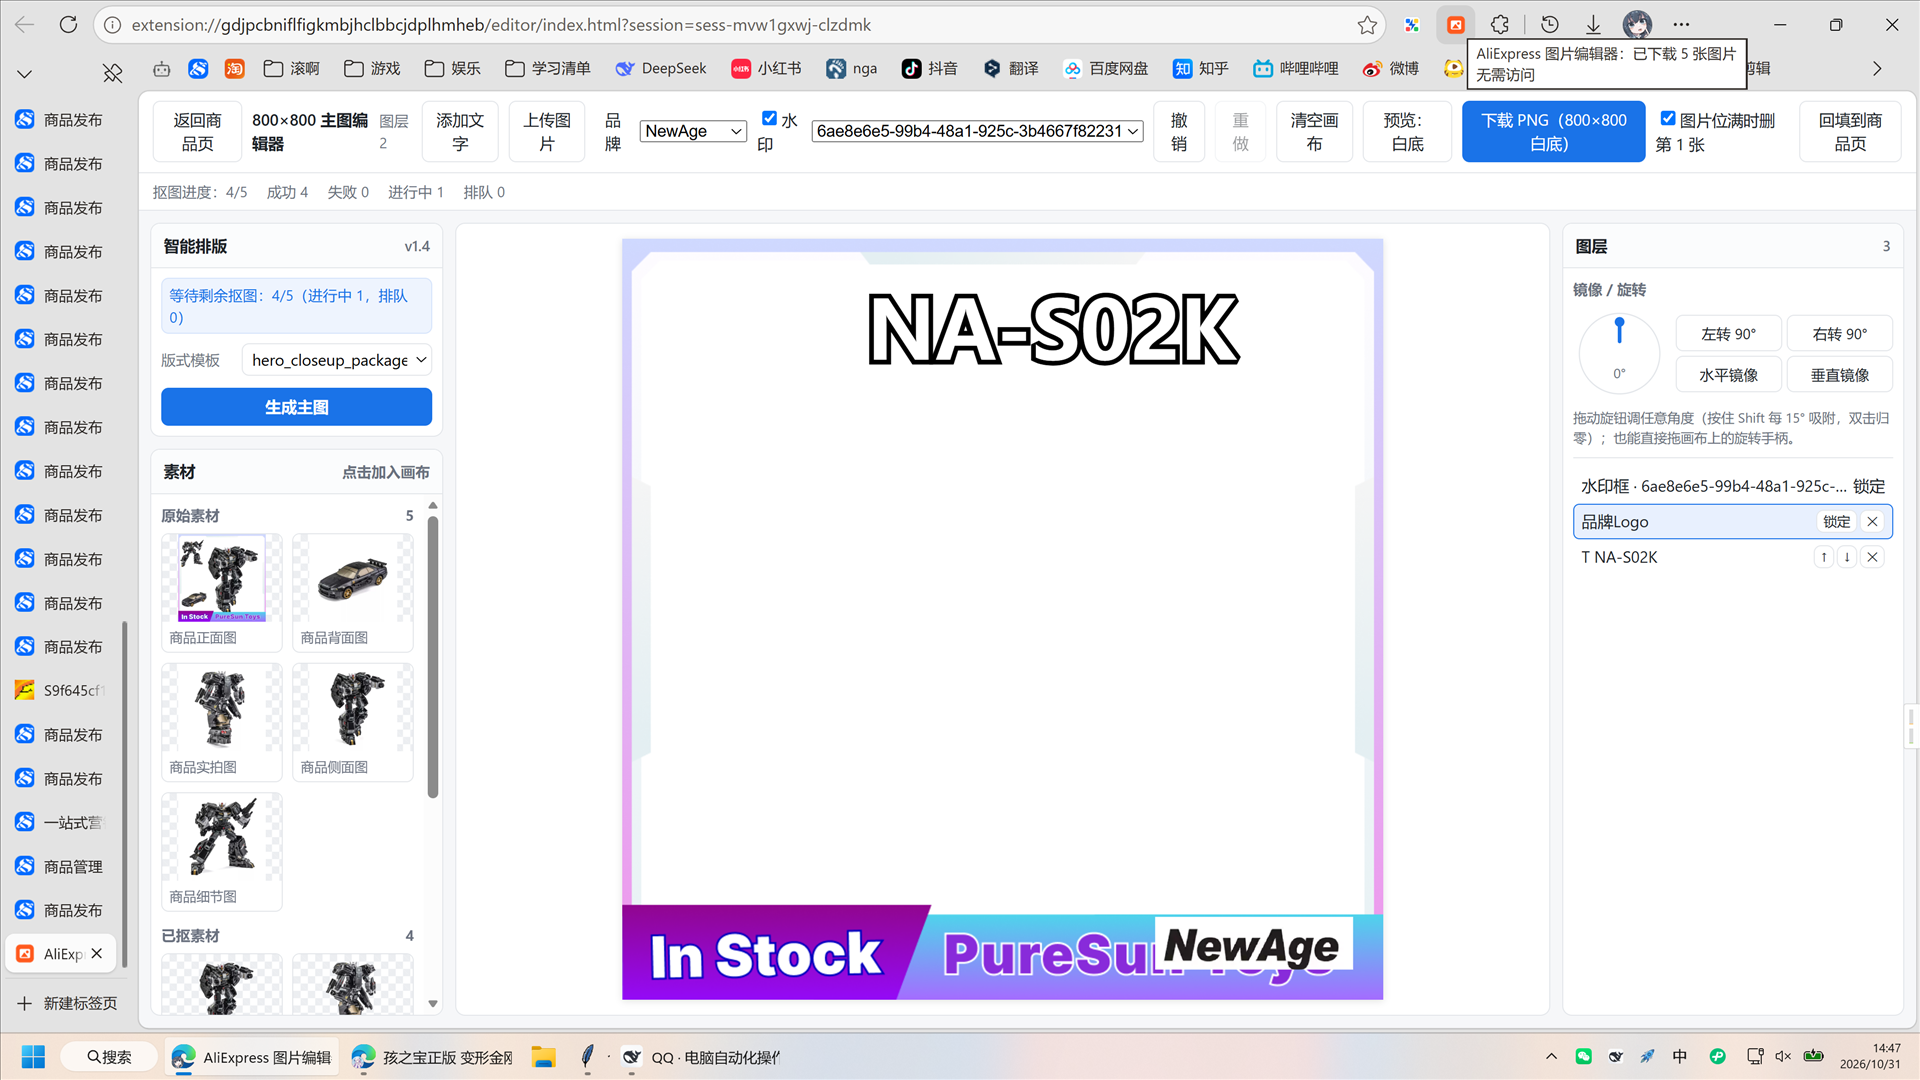 extension://gdjpcbniflfigkmbjhclbbcjdplhmheb/editor/index.html?session=sess-mvw1gxwj-clzdmk
AliExpress 图片编辑器：已下载 5 张图片
无需访问
滚啊
游戏
娱乐
学习清单
DeepSeek
小红书
nga
抖音
翻译
百度网盘
知乎
哔哩哔哩
微博
剪辑
商品发布
商品发布
商品发布
商品发布
商品发布
商品发布
商品发布
商品发布
商品发布
商品发布
商品发布
商品发布
商品发布
S9f645cf1
商品发布
商品发布
一站式营
商品管理
商品发布
AliExp
新建标签页
返回商品页
800×800 主图编辑器
图层 2
添加文字
上传图片
品牌
NewAge
水印
6ae8e6e5-99b4-48a1-925c-3b4667f82231
撤销
重做
清空画布
预览：白底
下载 PNG（800×800 白底）
图片位满时删第 1 张
回填到商品页
抠图进度：4/5 成功 4 失败 0 进行中 1 排队 0
智能排版 v1.4
等待剩余抠图：4/5（进行中 1，排队
0）
版式模板 hero_closeup_package
生成主图
素材 点击加入画布
原始素材 5
In Stock PureSun Toys
商品正面图
商品背面图
商品实拍图
商品侧面图
商品细节图
已抠素材 4
NA-S02K
In Stock
PureSun Toys
NewAge
图层 3
镜像 / 旋转
0°
左转 90°
右转 90°
水平镜像
垂直镜像
拖动旋钮调任意角度（按住 Shift 每 15° 吸附，双击归
零）；也能直接拖画布上的旋转手柄。
水印框 · 6ae8e6e5-99b4-48a1-925c-... 锁定
品牌Logo 锁定
T NA-S02K ↑ ↓
搜索
AliExpress 图片编辑
孩之宝正版 变形金刚
QQ · 电脑自动化操作
中
14:47
2026/10/31